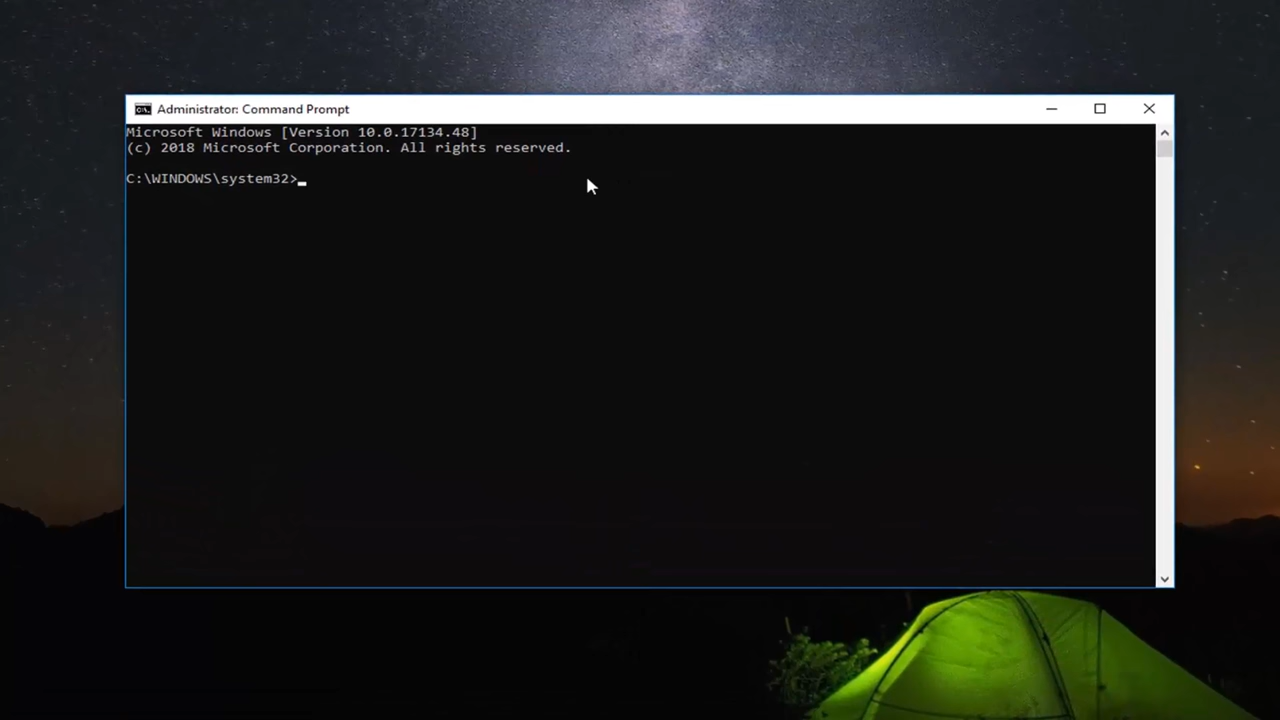 Administrator: Command Prompt
Microsoft Windows [Version 10.0.17134.48]
(c) 2018 Microsoft Corporation. All rights reserved.
C:\WINDOWS\system32>